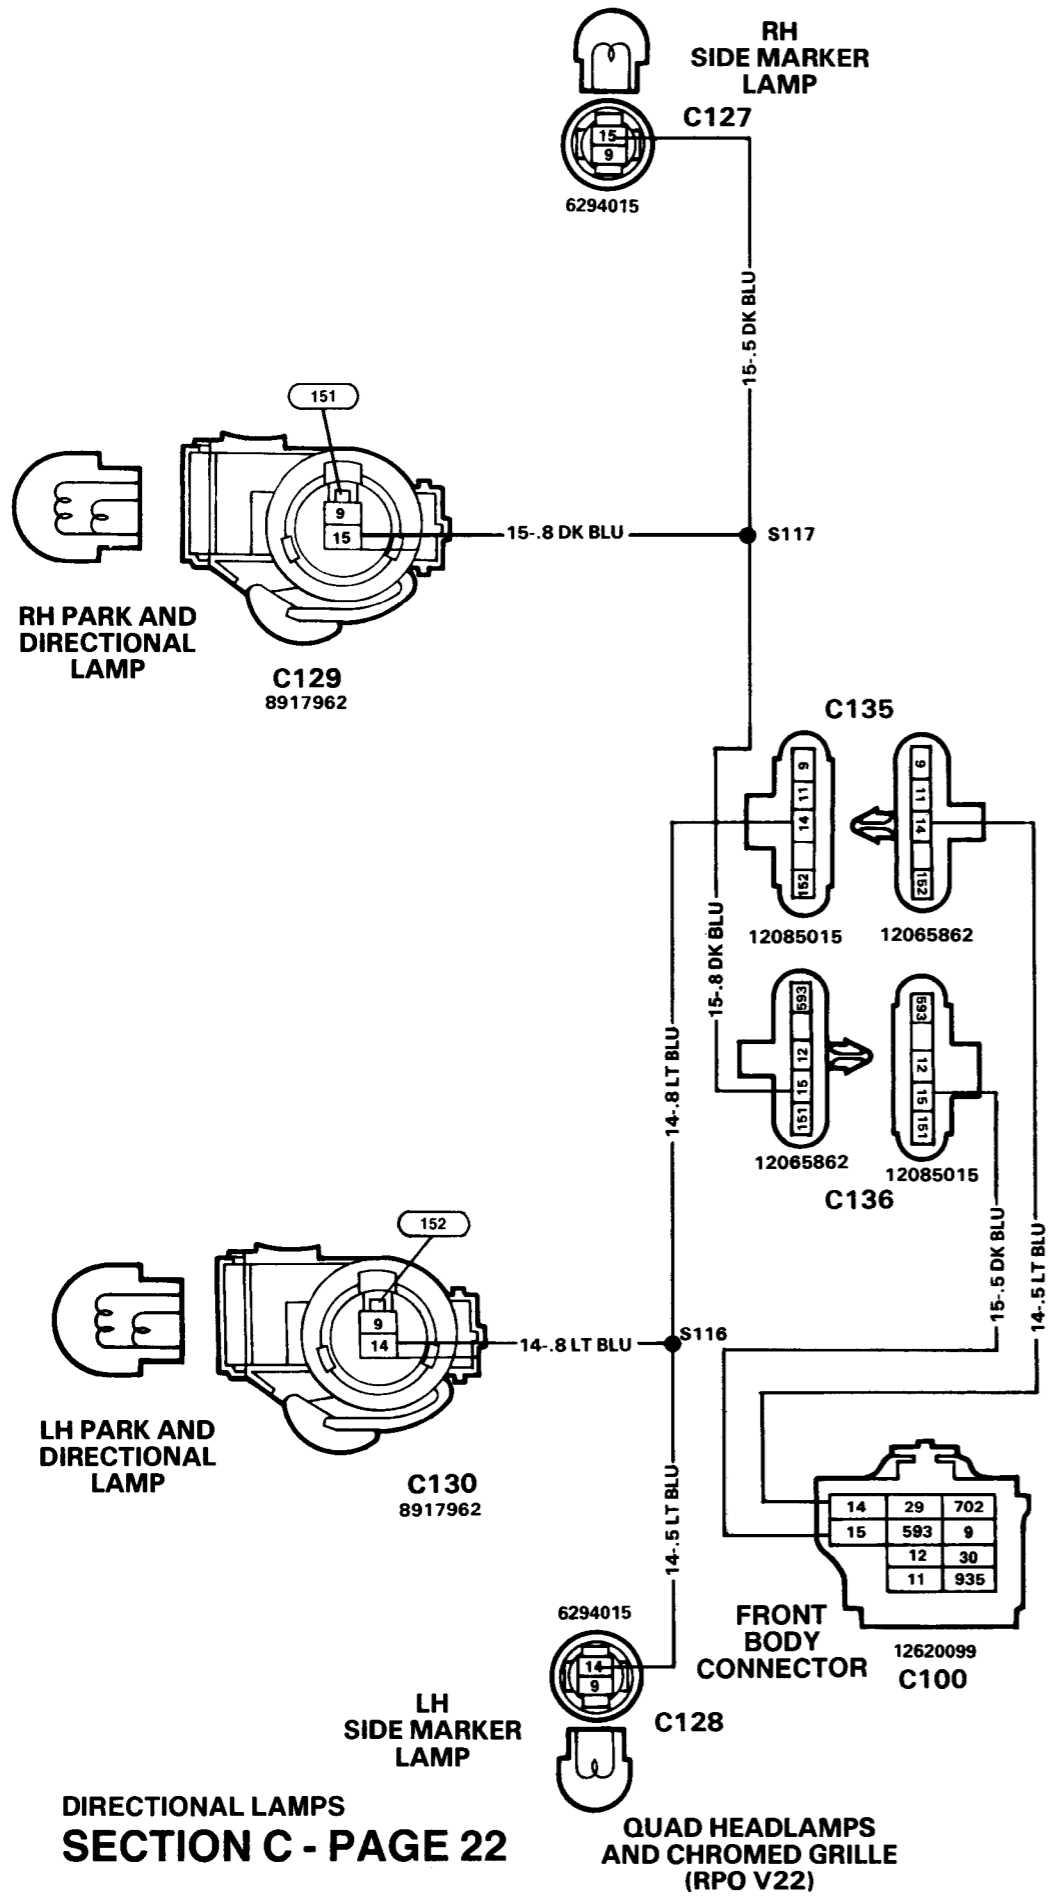 RH
SIDE MARKER
LAMP
C127
15
9
6294015
15-.5 DK BLU
151
9
15
15-.8 DK BLU
S117
RH PARK AND
DIRECTIONAL
LAMP
C129
8917962
C135
9
11
14
152
9
11
14
152
12085015
12065862
15-.8 DK BLU
14-.8 LT BLU
593
12
15
151
593
12
15
151
12065862
12085015
C136
152
9
14
14-.8 LT BLU
S116
15-.5 DK BLU
14-.5 LT BLU
LH PARK AND
DIRECTIONAL
LAMP
C130
8917962
14-.5 LT BLU
14 29 702
15 593 9
12 30
11 935
FRONT
BODY
CONNECTOR
12620099
C100
6294015
14
9
C128
LH
SIDE MARKER
LAMP
DIRECTIONAL LAMPS
SECTION C - PAGE 22
QUAD HEADLAMPS
AND CHROMED GRILLE
(RPO V22)